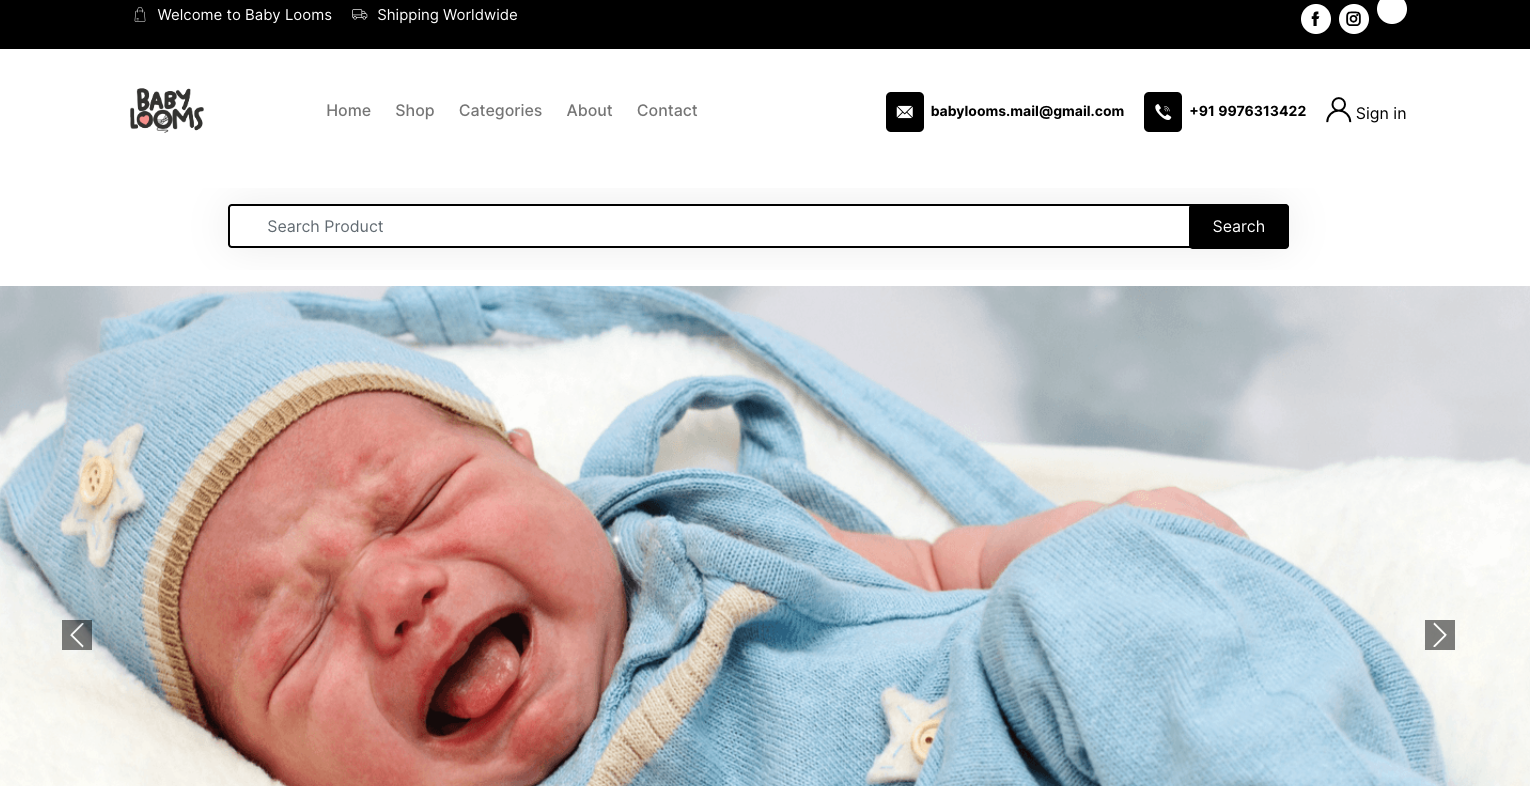 Welcome to Baby Looms
Shipping Worldwide
BABY
LOOMS
Home
Shop
Categories
About
Contact
babylooms.mail@gmail.com
+91 9976313422
Sign in
Search Product
Search